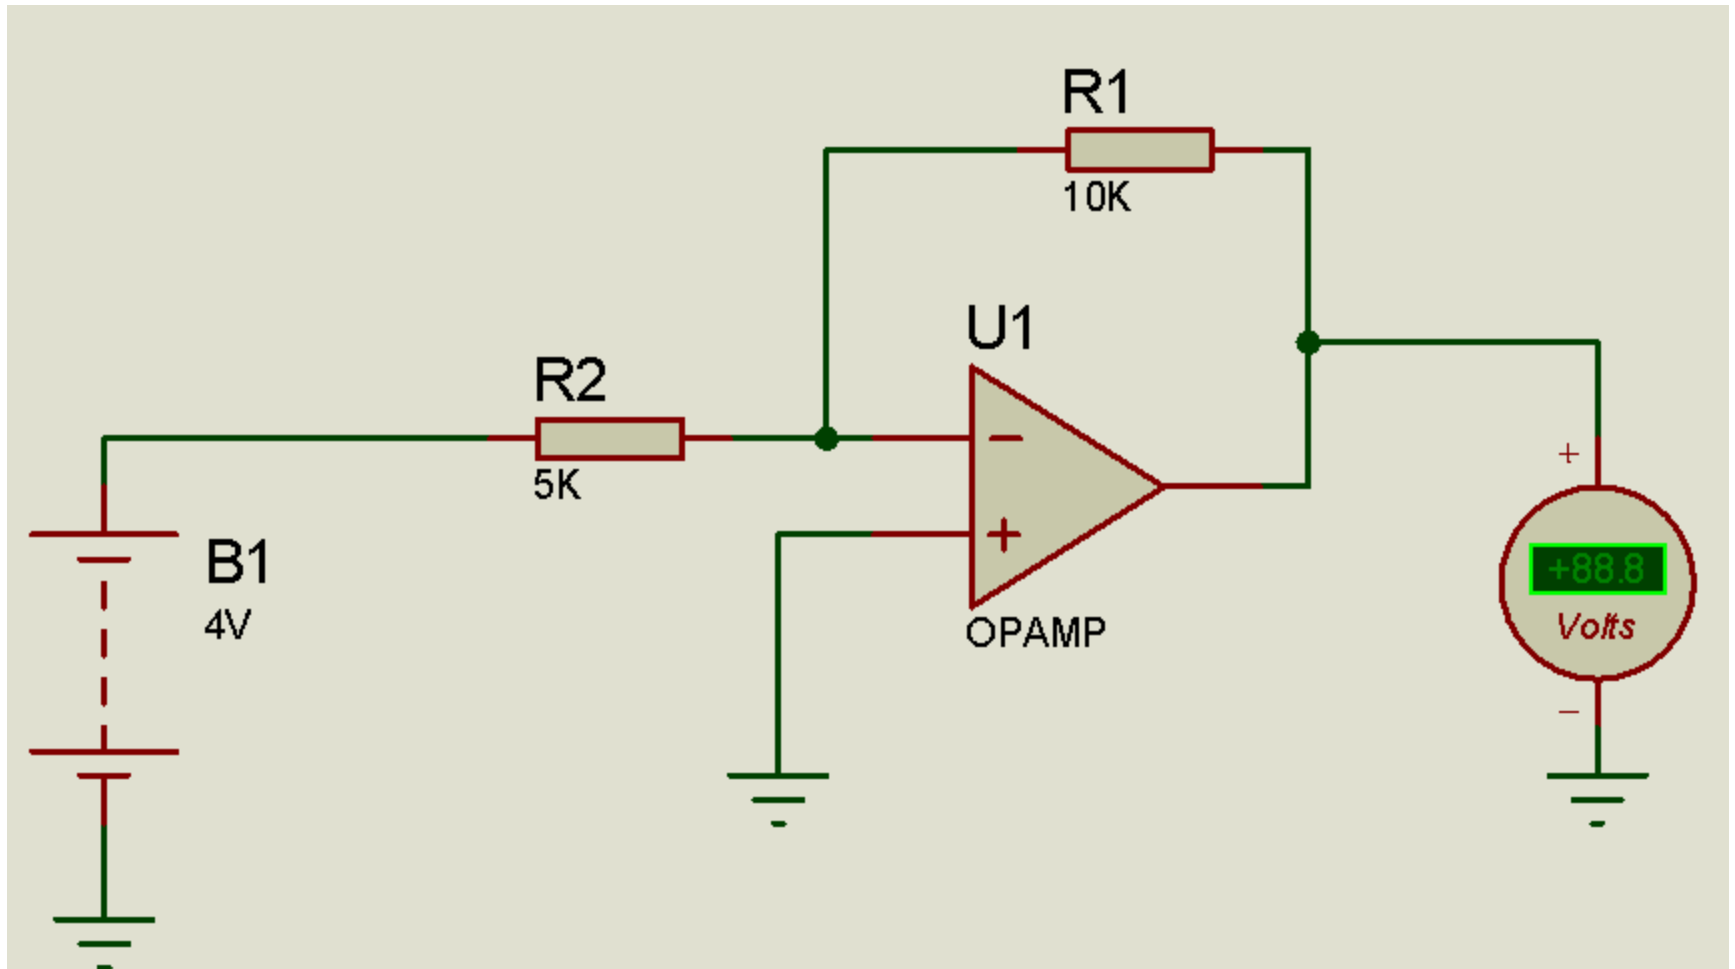 R1
10K
U1
R2
5K
B1
4V
OPAMP
+
-
+
+88.8
Volts
-